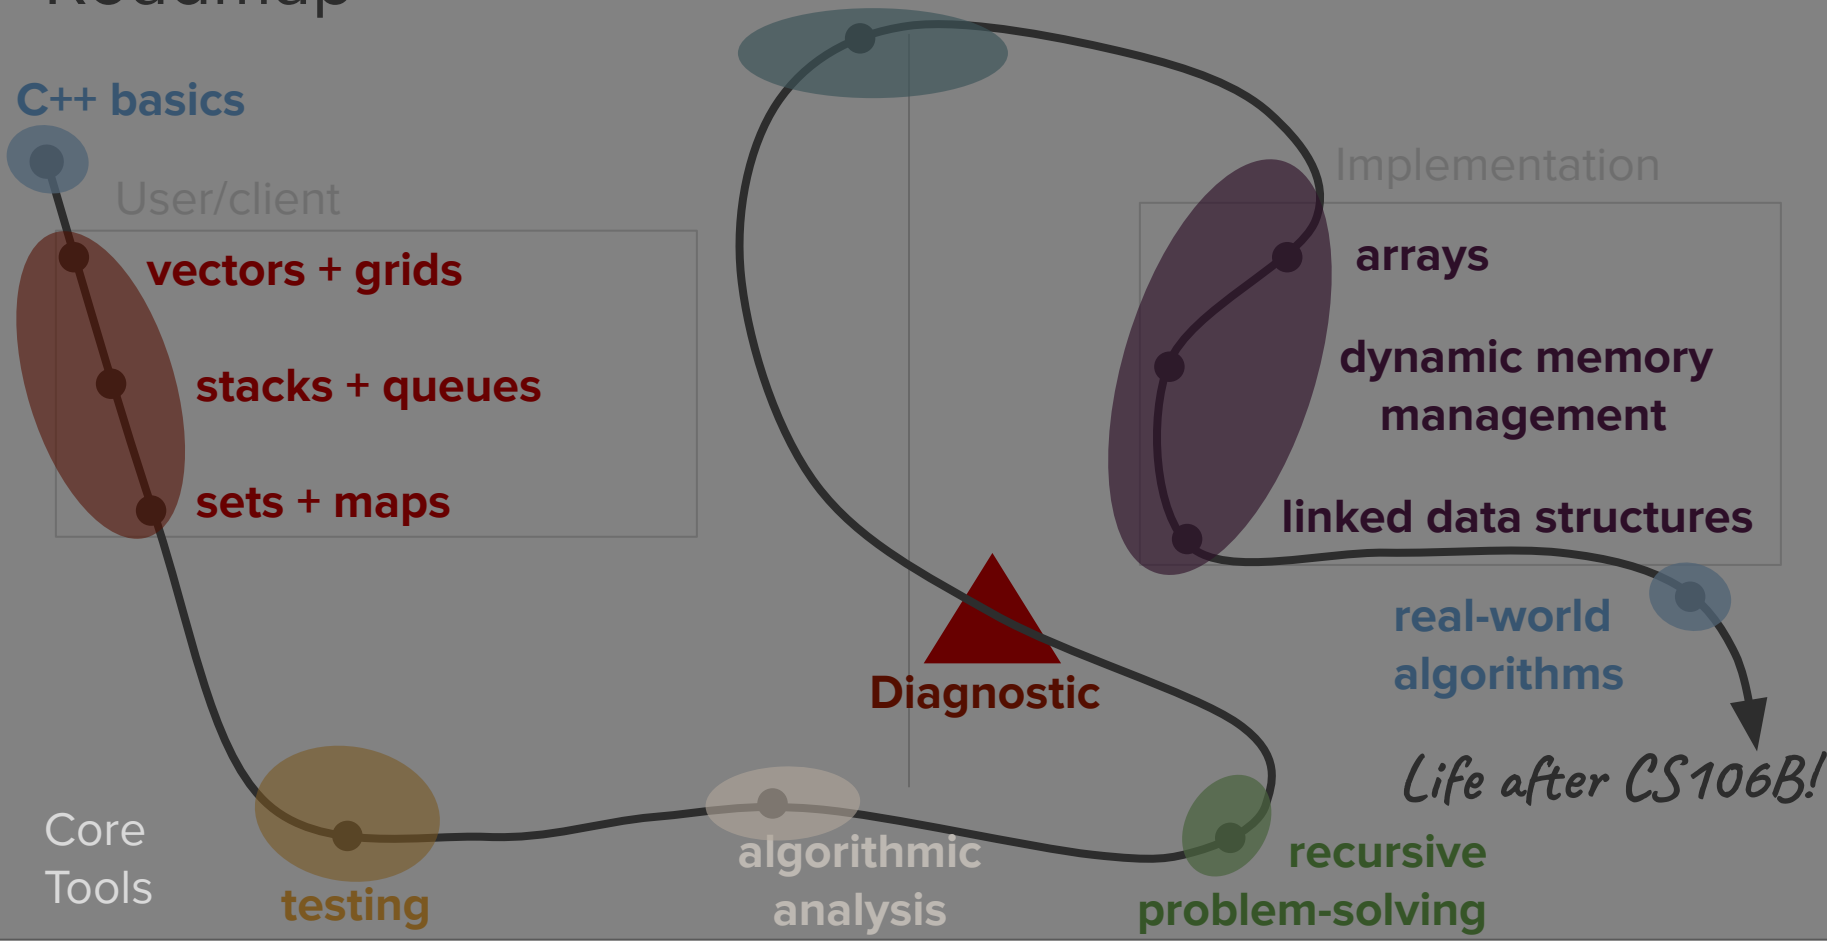 Roadmap
C++ basics
User/client
vectors + grids
stacks + queues
sets + maps
Core
Tools
testing
algorithmic
analysis
recursive
problem-solving
Diagnostic
Implementation
arrays
dynamic memory
management
linked data structures
real-world
algorithms
Life after CS106B!